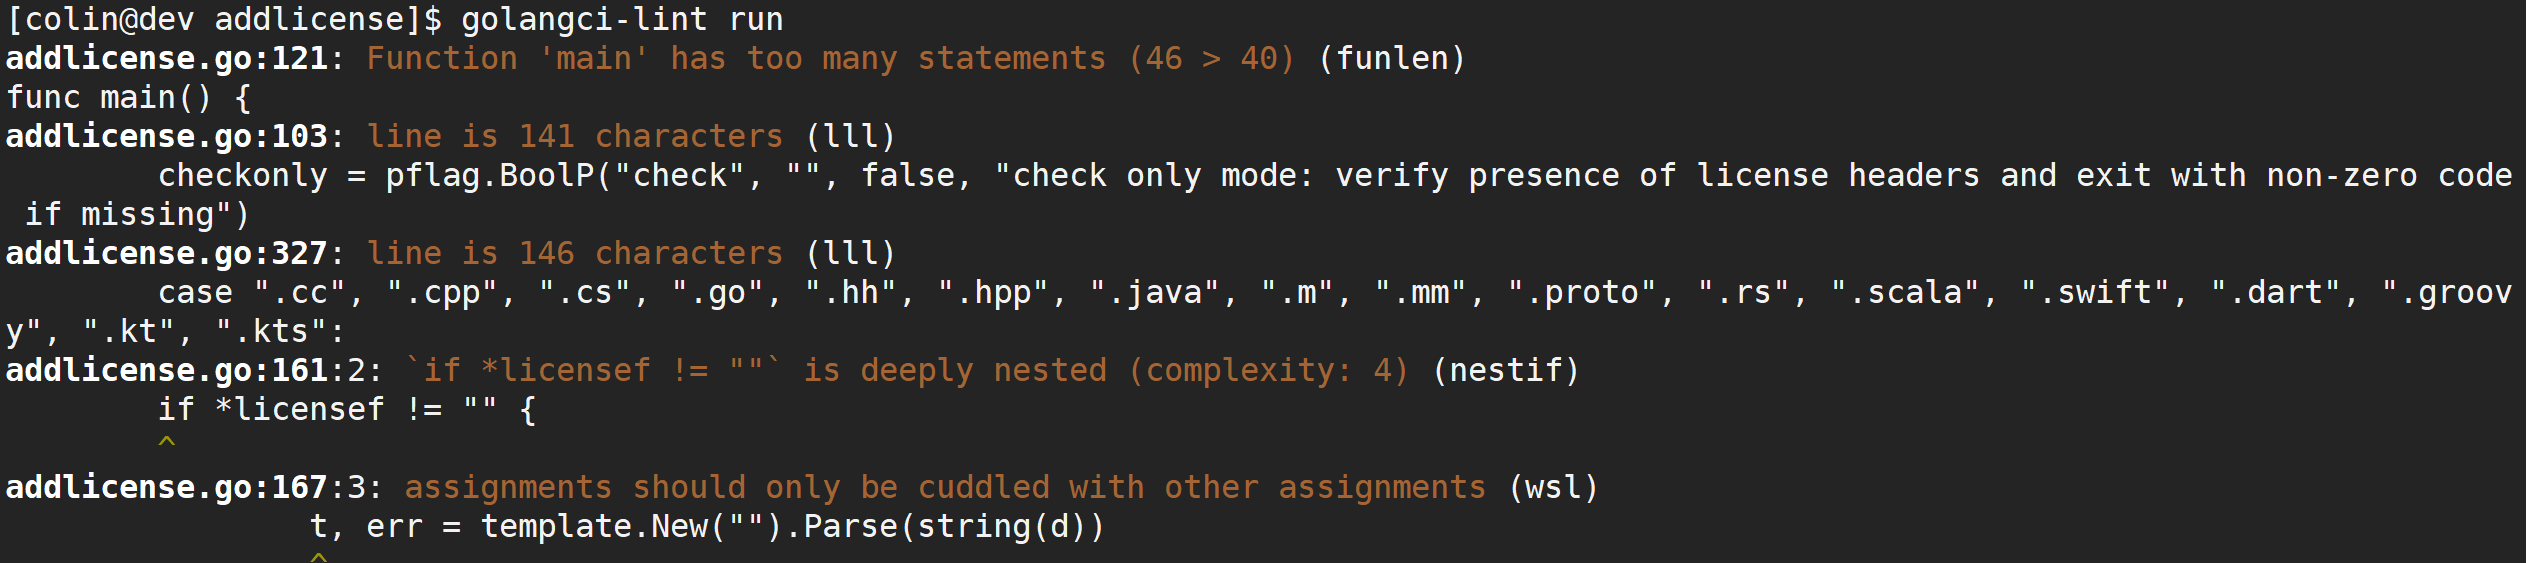 [colin@dev addlicense]$ golangci-lint run
addlicense.go:121: Function 'main' has too many statements (46 > 40) (funlen)
func main() {
addlicense.go:103: line is 141 characters (lll)
        checkonly = pflag.BoolP("check", "", false, "check only mode: verify presence of license headers and exit with non-zero code
 if missing")
addlicense.go:327: line is 146 characters (lll)
        case ".cc", ".cpp", ".cs", ".go", ".hh", ".hpp", ".java", ".m", ".mm", ".proto", ".rs", ".scala", ".swift", ".dart", ".groov
y", ".kt", ".kts":
addlicense.go:161:2: `if *licensef != ""` is deeply nested (complexity: 4) (nestif)
        if *licensef != "" {
        ^
addlicense.go:167:3: assignments should only be cuddled with other assignments (wsl)
                t, err = template.New("").Parse(string(d))
                ^